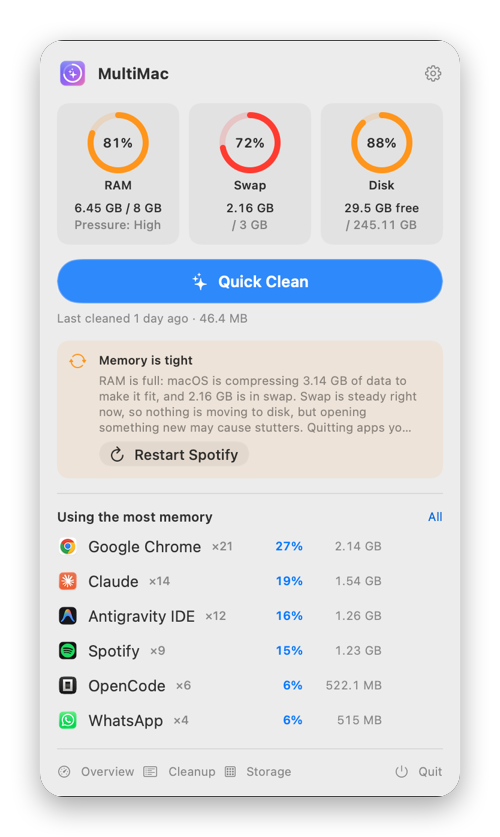 MultiMac
81% 72% 88%
RAM Swap Disk
6.45 GB / 8 GB 2.16 GB 29.5 GB free
Pressure: High / 3 GB / 245.11 GB
Quick Clean
Last cleaned 1 day ago · 46.4 MB
Memory is tight
RAM is full: macOS is compressing 3.14 GB of data to
make it fit, and 2.16 GB is in swap. Swap is steady right
now, so nothing is moving to disk, but opening
something new may cause stutters. Quitting apps yo...
Restart Spotify
Using the most memory All
Google Chrome ×21 27% 2.14 GB
Claude ×14 19% 1.54 GB
Antigravity IDE ×12 16% 1.26 GB
Spotify ×9 15% 1.23 GB
OpenCode ×6 6% 522.1 MB
WhatsApp ×4 6% 515 MB
Overview Cleanup Storage Quit